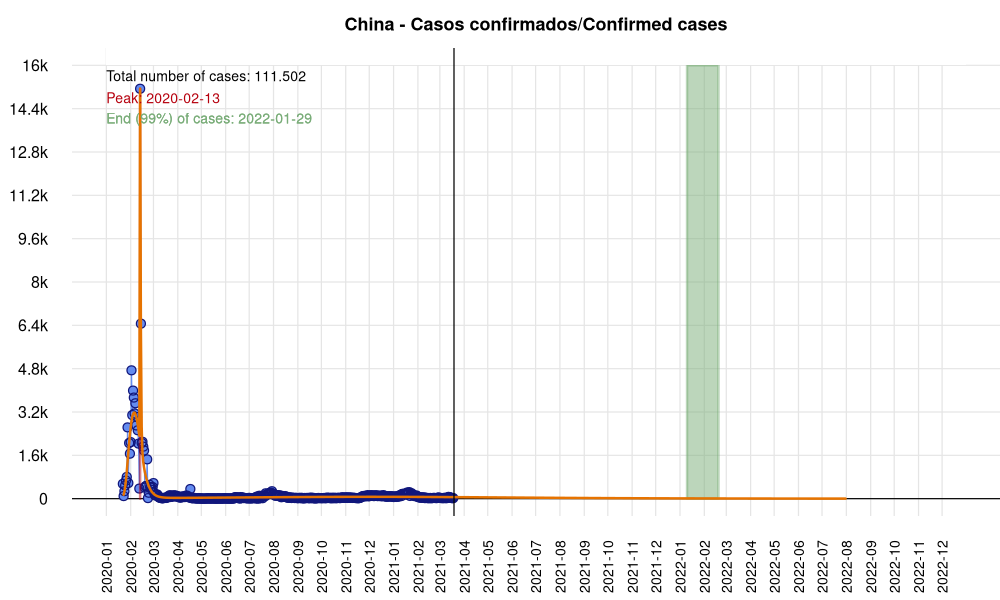 China - Casos confirmados/Confirmed cases
16k
Total number of cases: 111.502
Peak: 2020-02-13
14.4k
End (99%) of cases: 2022-01-29
12.8k
11.2k
9.6k
8k
6.4k
4.8k
3.2k
1.6k
0
2020-01
2020-02
2020-03
2020-04
2020-05
2020-06
2020-07
2020-08
2020-09
2020-10
2020-11
2020-12
2021-01
2021-02
2021-03
2021-04
2021-05
2021-06
2021-07
2021-08
2021-09
2021-10
2021-11
2021-12
2022-01
2022-02
2022-03
2022-04
2022-05
2022-06
2022-07
2022-08
2022-09
2022-10
2022-11
2022-12